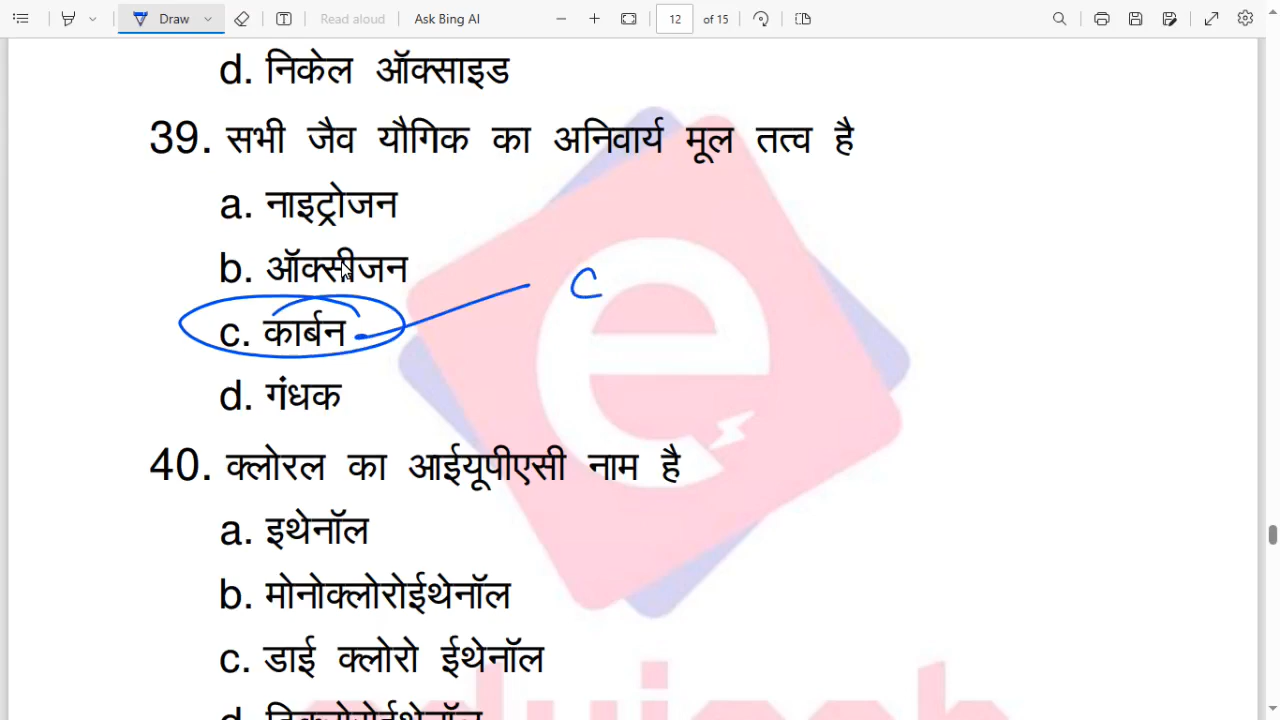 Draw
Read aloud
Ask Bing AI
12
of 15
d. निकेल ऑक्साइड
39. सभी जैव यौगिक का अनिवार्य मूल तत्व है
a. नाइट्रोजन
b. ऑक्सीजन
C
c. कार्बन
d. गंधक
40. क्लोरल का आईयूपीएसी नाम है
a. इथेनॉल
b. मोनोक्लोरोईथेनॉल
c. डाई क्लोरो ईथेनॉल